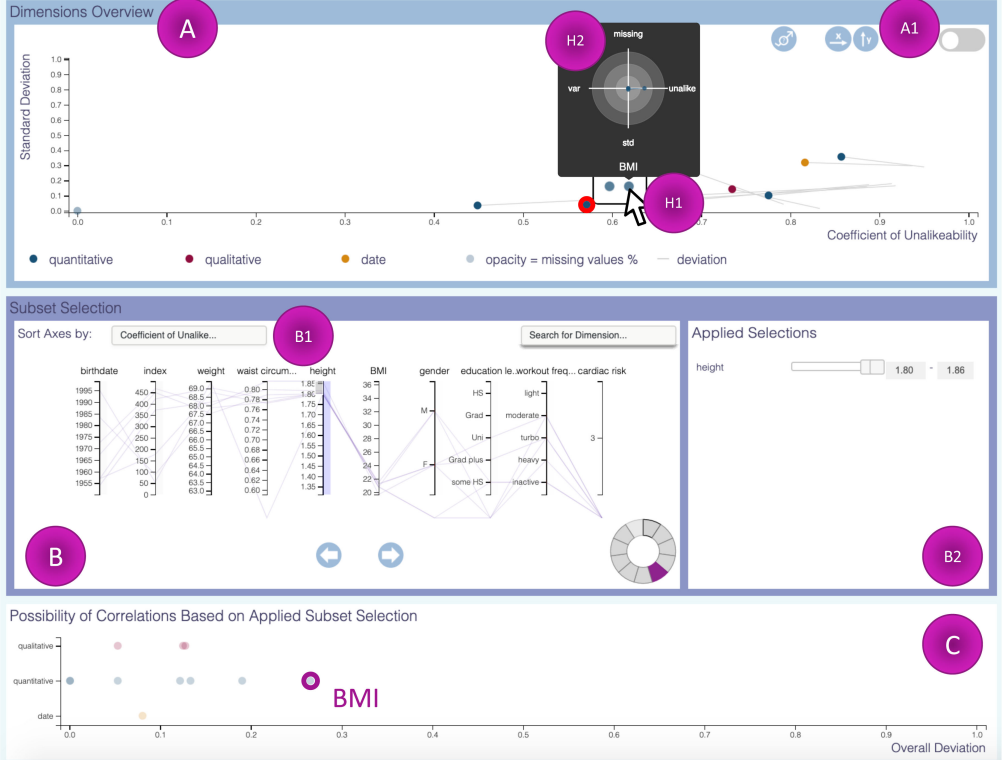 Dimensions Overview
A
H2
missing
A1
X
Y
var
unalike
std
BMI
H1
Standard Deviation
1.0
0.9
0.8
0.7
0.6
0.5
0.4
0.3
0.2
0.1
0.0
0.0 0.1 0.2 0.3 0.4 0.5 0.6 0.7 0.8 0.9 1.0
Coefficient of Unalikeability
quantitative qualitative date opacity = missing values % deviation
Subset Selection
Sort Axes by: Coefficient of Unalike... B1 Search for Dimension...
birthdate index weight waist circum... height BMI gender education le... workout freq... cardiac risk
1995
1990
1985
1980
1975
1970
1965
1960
1955
450
400
350
300
250
200
150
100
50
0
69.0
68.5
68.0
67.5
67.0
66.5
66.0
65.5
65.0
64.5
64.0
63.5
63.0
0.80
0.78
0.76
0.74
0.72
0.70
0.68
0.66
0.64
0.62
0.60
1.85
1.80
1.75
1.70
1.65
1.60
1.55
1.50
1.45
1.40
1.35
36
34
32
30
28
26
24
22
20
M
F
HS
Grad
Uni
Grad plus
some HS
light
moderate
turbo
heavy
inactive
3
B
Applied Selections
height 1.80 - 1.86
B2
Possibility of Correlations Based on Applied Subset Selection
C
qualitative
quantitative
date
BMI
0.0 0.1 0.2 0.3 0.4 0.5 0.6 0.7 0.8 0.9 1.0
Overall Deviation